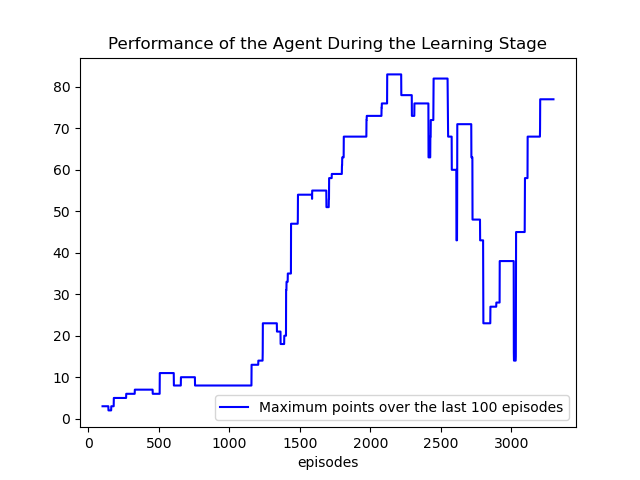 Performance of the Agent During the Learning Stage
80
70
60
50
40
30
20
10
0
Maximum points over the last 100 episodes
0 500 1000 1500 2000 2500 3000
episodes